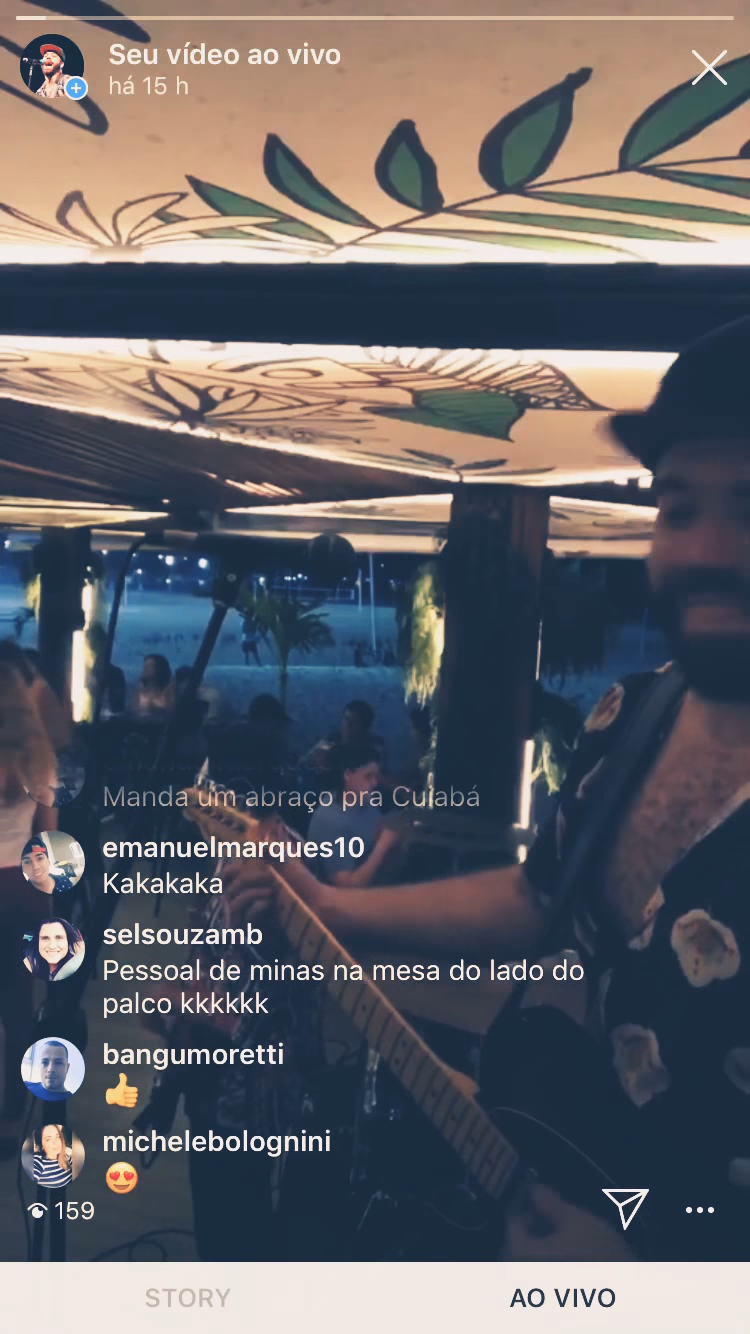 Seu vídeo ao vivo
há 15 h
Manda um abraço pra Cuiabá
emanuelmarques10
Kakakaka
selsouzamb
Pessoal de minas na mesa do lado do
palco kkkkkk
bangumoretti
👍
michelebolognini
😍
159
STORY
AO VIVO